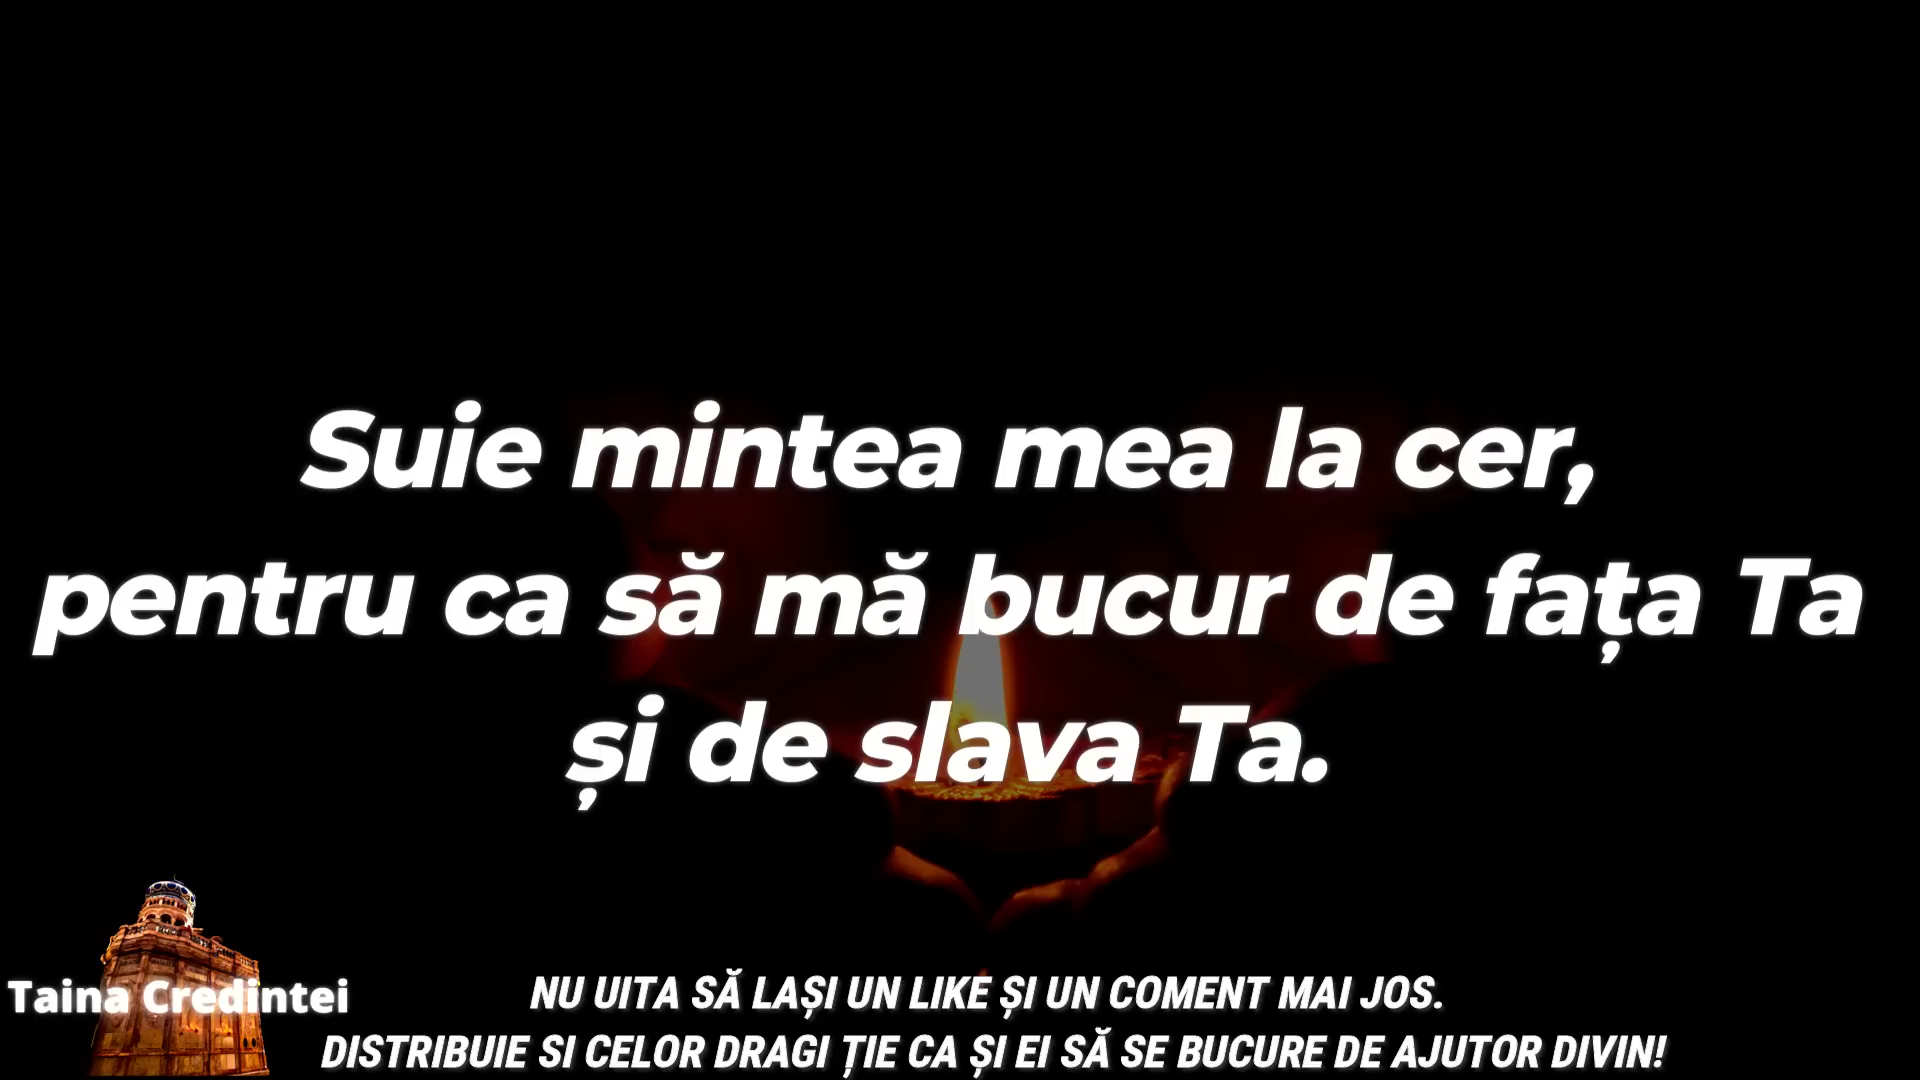 Suie mintea mea la cer,
pentru ca să mă bucur de fața Ta
și de slava Ta.
Taina Credintei
NU UITA SĂ LAȘI UN LIKE ȘI UN COMENT MAI JOS.
DISTRIBUIE SI CELOR DRAGI ȚIE CA ȘI EI SĂ SE BUCURE DE AJUTOR DIVIN!